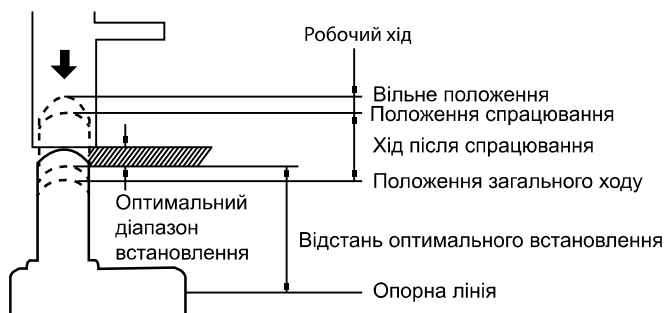 Робочий хід
Вільне положення
Положення спрацювання
Хід після спрацювання
Положення загального ходу
Оптимальний
діапазон
встановлення
Відстань оптимального встановлення
Опорна лінія